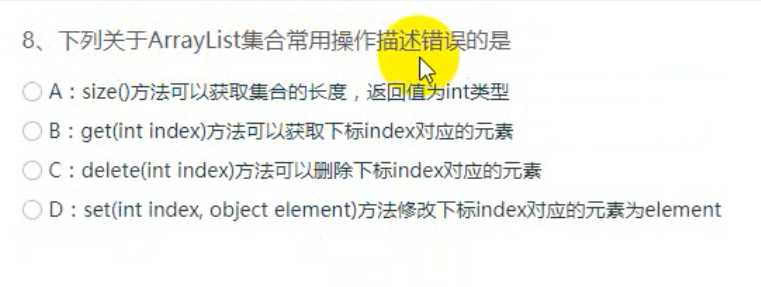 8、下列关于ArrayList集合常用操作描述错误的是
A：size()方法可以获取集合的长度，返回值为int类型
B：get(int index)方法可以获取下标index对应的元素
C：delete(int index)方法可以删除下标index对应的元素
D：set(int index, object element)方法修改下标index对应的元素为element